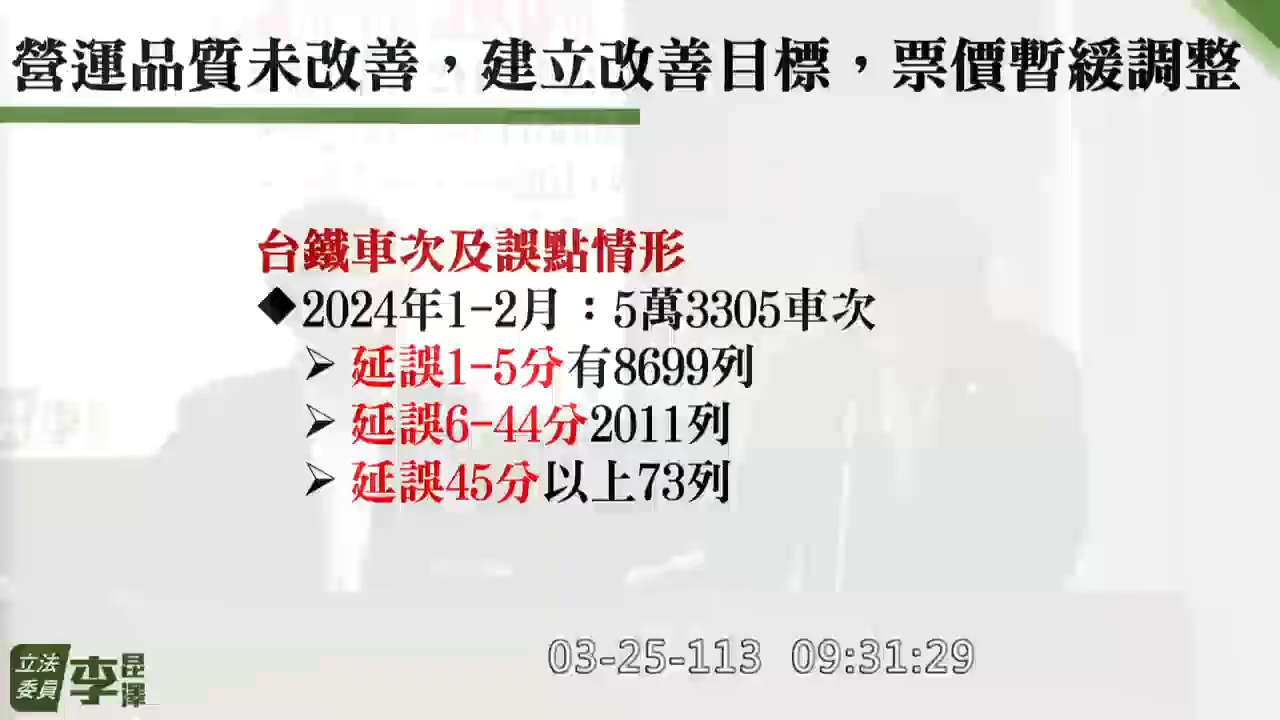 營運品質未改善，建立改善目標，票價暫緩調整
台鐵車次及誤點情形
◆2024年1-2月：5萬3305車次
➢ 延誤1-5分有8699列
➢ 延誤6-44分2011列
➢ 延誤45分以上73列
立法委員 李昆澤
03-25-113 09:31:29